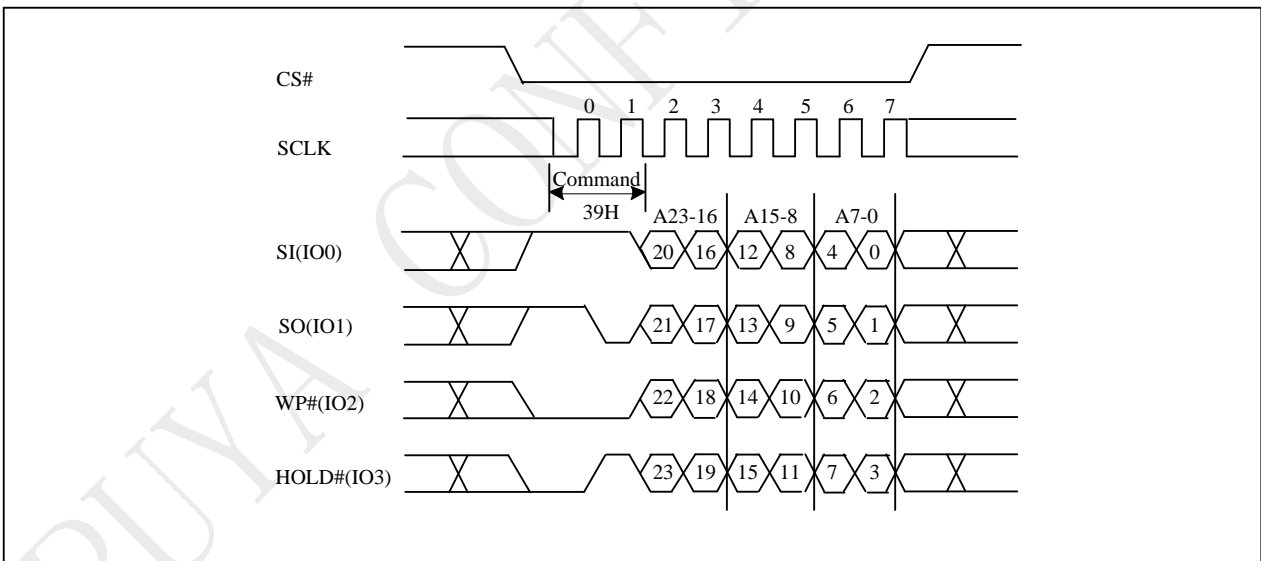 CS#
0 1 2 3 4 5 6 7
SCLK
Command
39H
A23-16 A15-8 A7-0
SI(IO0) 20 16 12 8 4 0
SO(IO1) 21 17 13 9 5 1
WP#(IO2) 22 18 14 10 6 2
HOLD#(IO3) 23 19 15 11 7 3
PUYA CONF